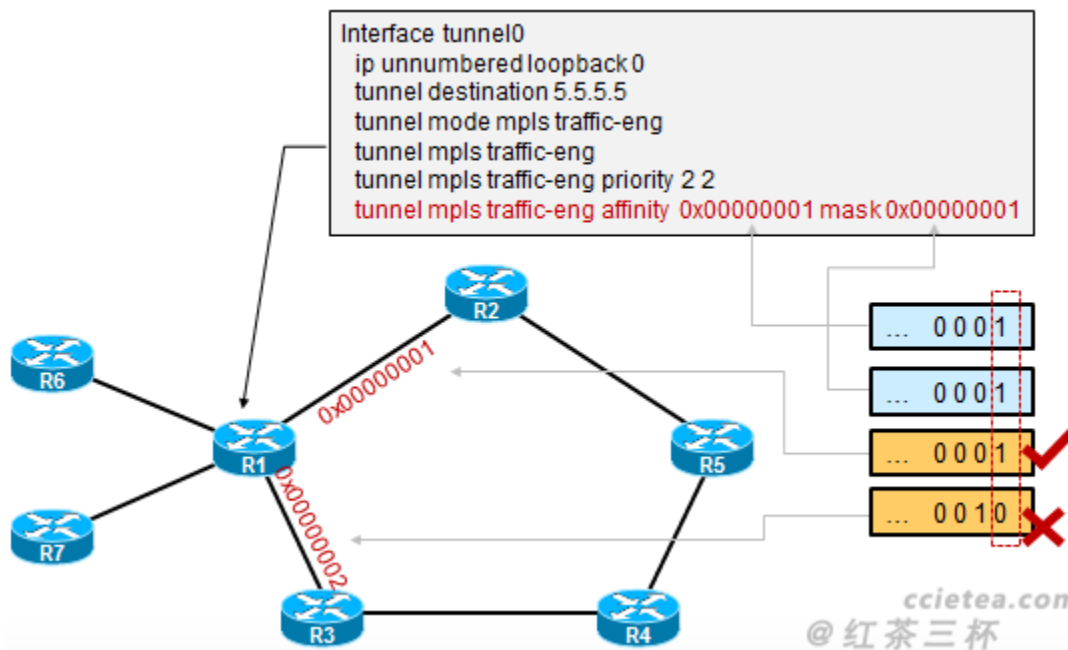 Interface tunnel0
ip unnumbered loopback 0
tunnel destination 5.5.5.5
tunnel mode mpls traffic-eng
tunnel mpls traffic-eng
tunnel mpls traffic-eng priority 2 2
tunnel mpls traffic-eng affinity 0x00000001 mask 0x00000001
R2
... 0 0 0 1
R6
0x00000001
... 0 0 0 1
R1
R5
... 0 0 0 1
0x00000002
... 0 0 1 0
R7
R3
R4
ccietea.com
@红茶三杯